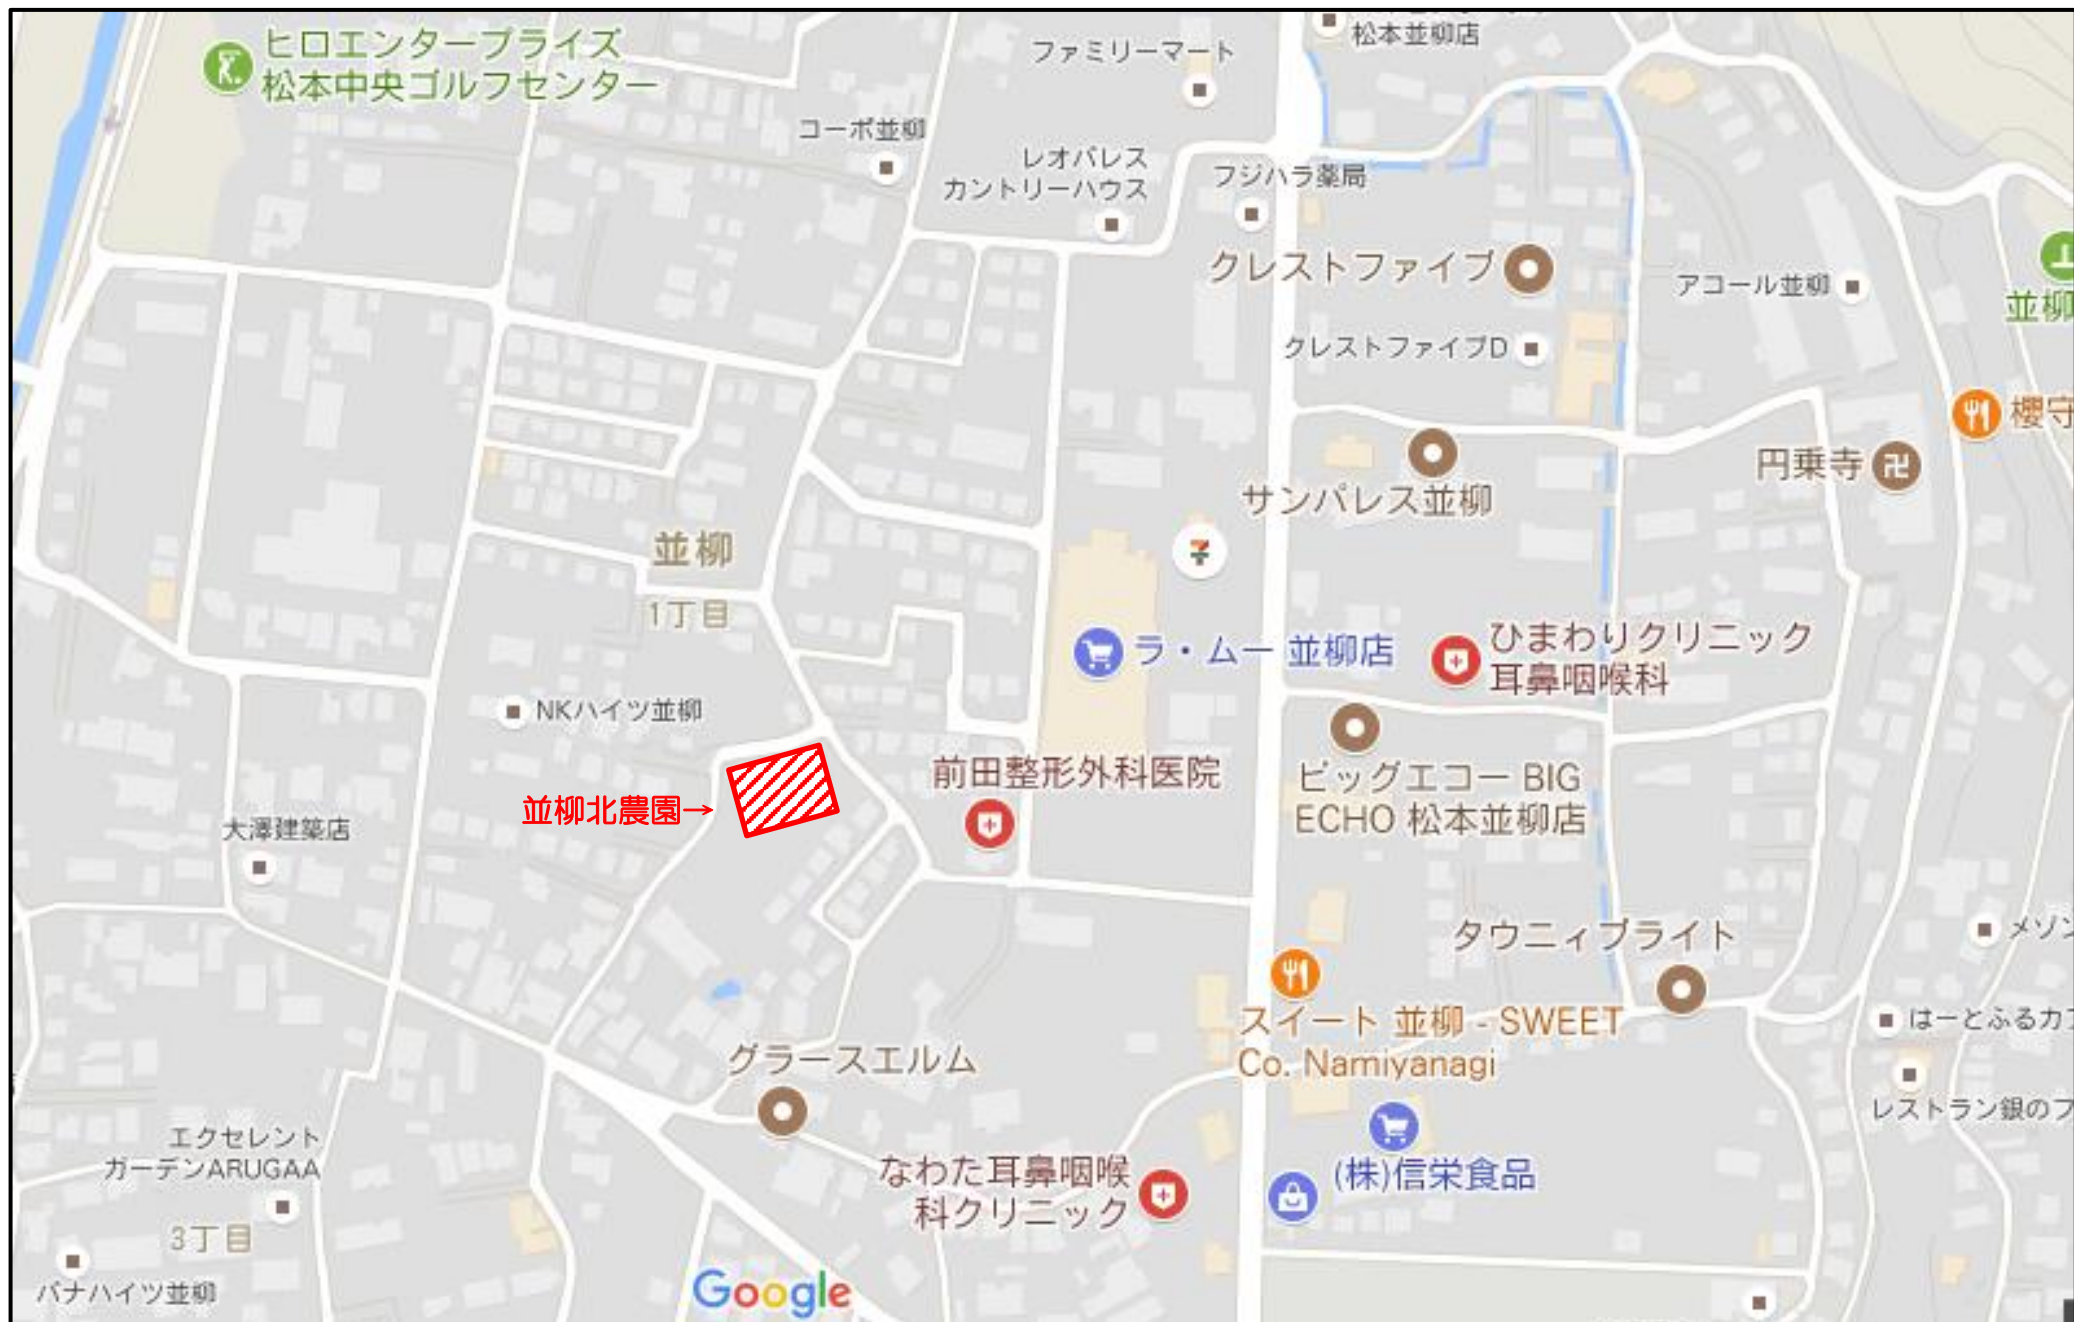 ヒロエンタープライズ
松本中央ゴルフセンター
ファミリーマート
松本並柳店
コーポ並柳
レオパレス
カントリーハウス
フジハラ薬局
クレストファイブ
アコール並柳
並柳
クレストファイブD
櫻守
円乗寺
サンパレス並柳
並柳
1丁目
ラ・ムー 並柳店
ひまわりクリニック
耳鼻咽喉科
NKハイツ並柳
前田整形外科医院
ビッグエコー BIG
ECHO 松本並柳店
並柳北農園→
大澤建築店
タウニィブライト
メゾン
スイート 並柳 - SWEET
Co. Namiyanagi
はーとふるカフ
グラースエルム
レストラン銀のフ
エクセレント
ガーデンARUGAA
なわた耳鼻咽喉
科クリニック
(株)信栄食品
3丁目
パナハイツ並柳
Google